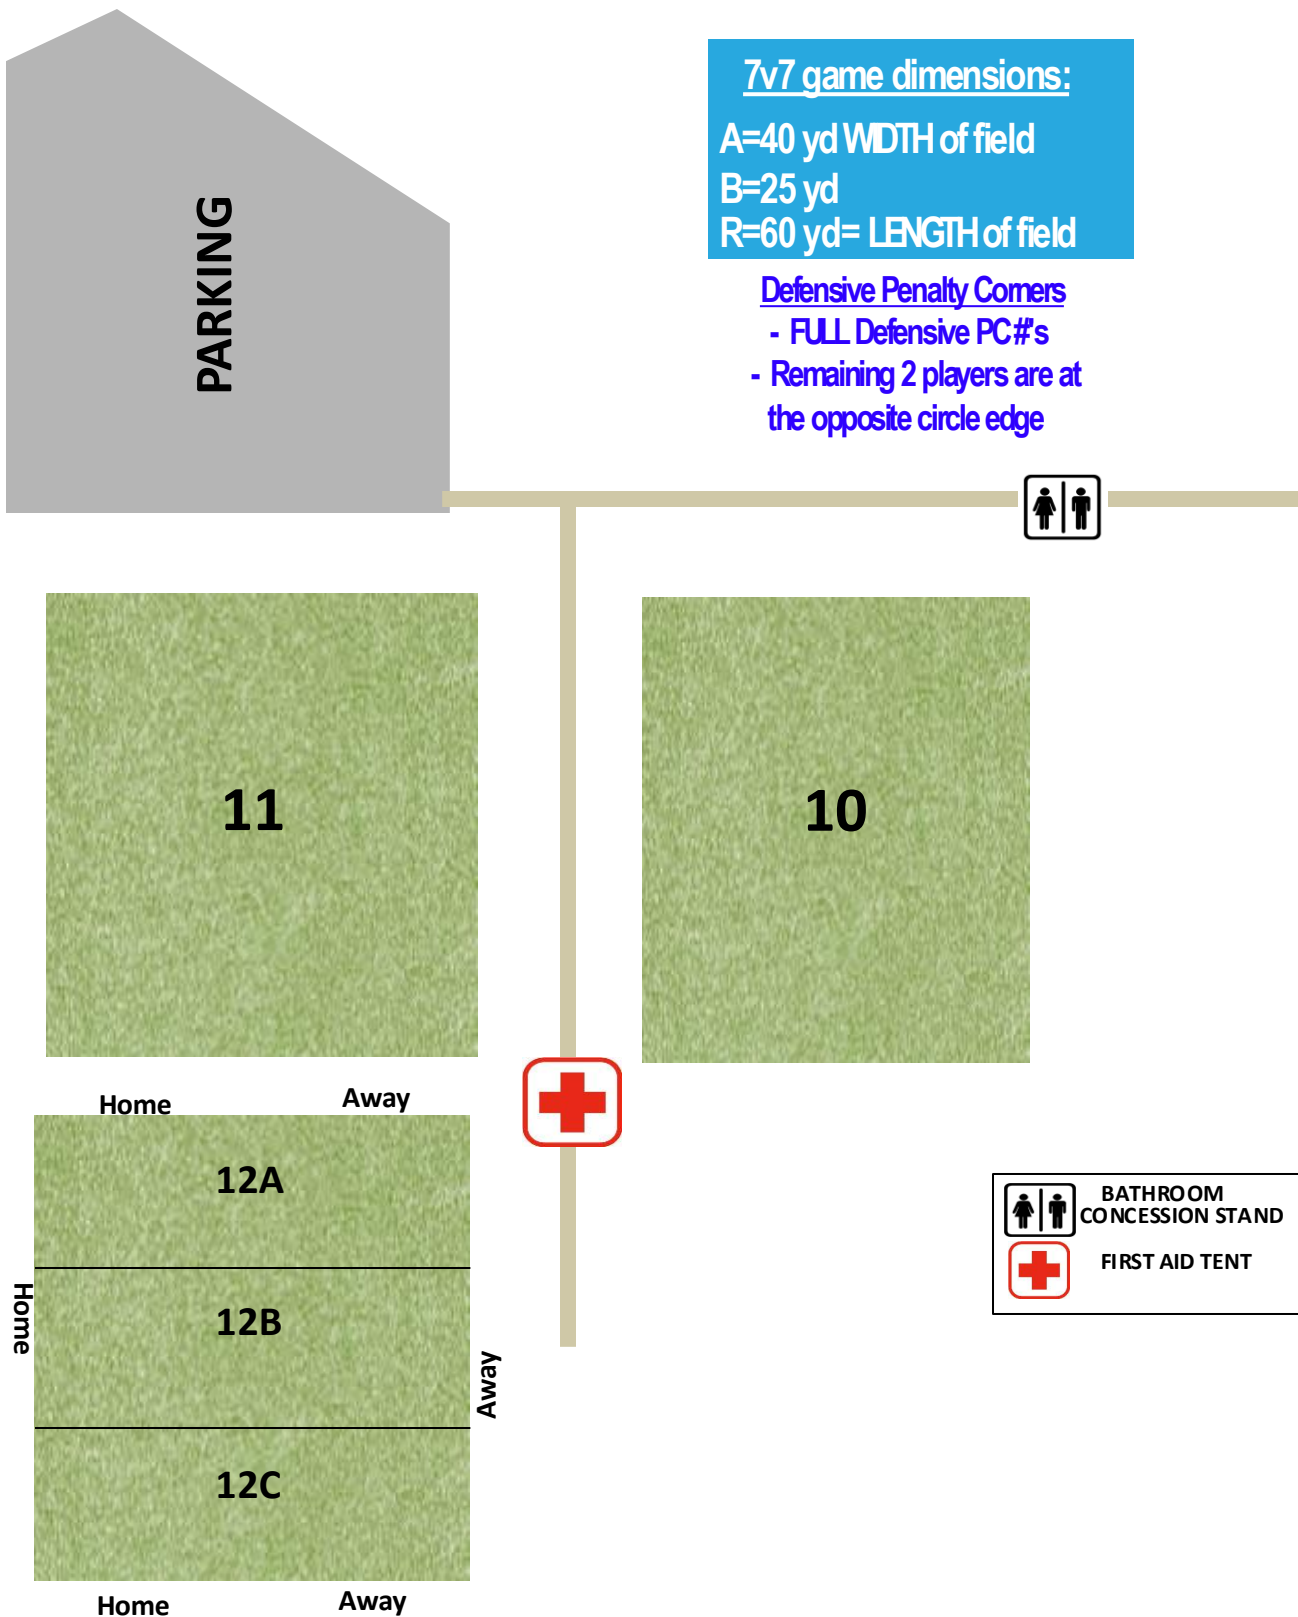 7v7 game dimensions:
A=40 yd WIDTH of field
B=25 yd
R=60 yd= LENGTH of field
Defensive Penalty Corners
- FULL Defensive PC #'s
- Remaining 2 players are at
the opposite circle edge
PARKING
11
10
Home
Away
12A
12B
12C
Home
Away
Home
Away
BATHROOM
CONCESSION STAND
FIRST AID TENT